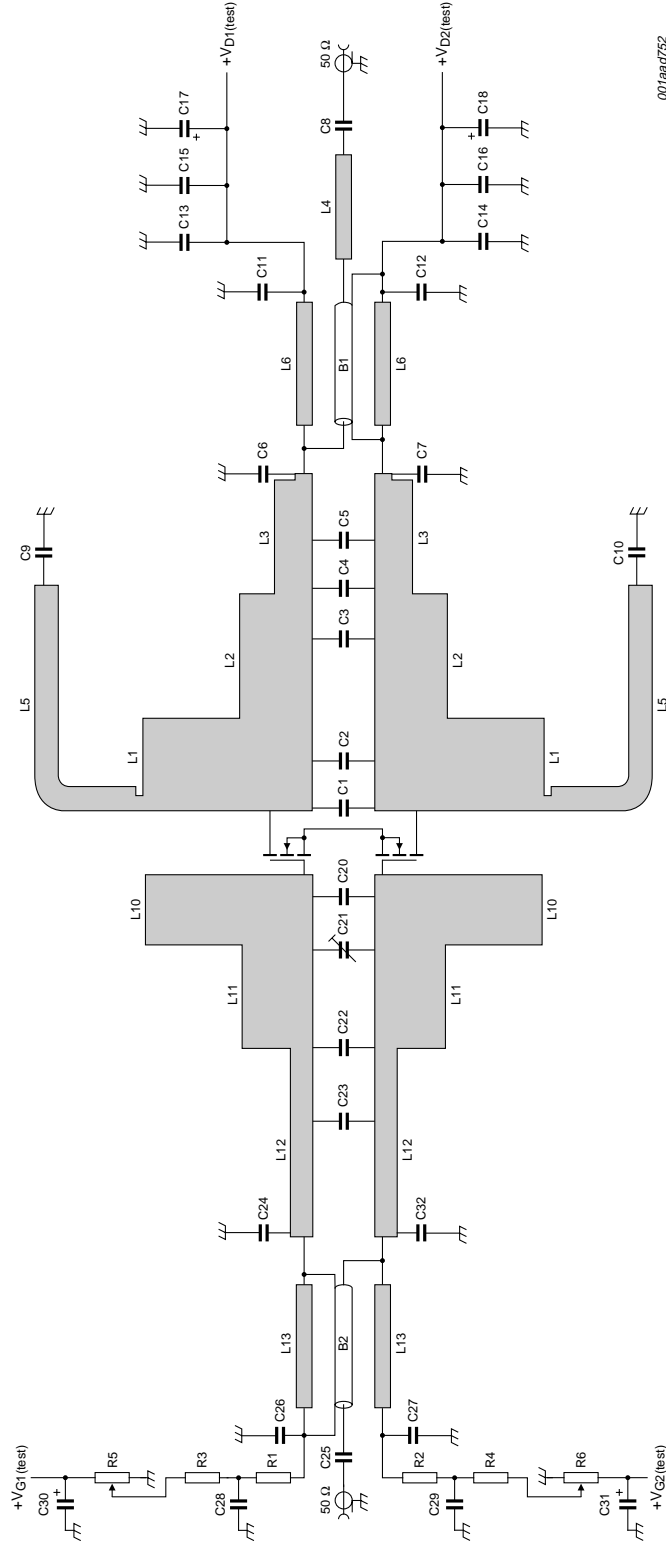 +VG1(test)
C30
+
R5
R3
C28
R1
C26
50 Ω
C25
C27
R2
C29
R4
R6
C31
+
+VG2(test)
L13
B2
L13
C24
C32
L12
L12
C23
C22
L11
L11
C21
C20
L10
L10
L5
C9
L1
L2
L3
C1
C2
C3
C4
C5
L1
L2
L3
L5
C10
C6
C7
L6
B1
L6
C11
C12
L4
C8
50 Ω
C13
C15
C17
+
+VD1(test)
C14
C16
C18
+
+VD2(test)
001aad752